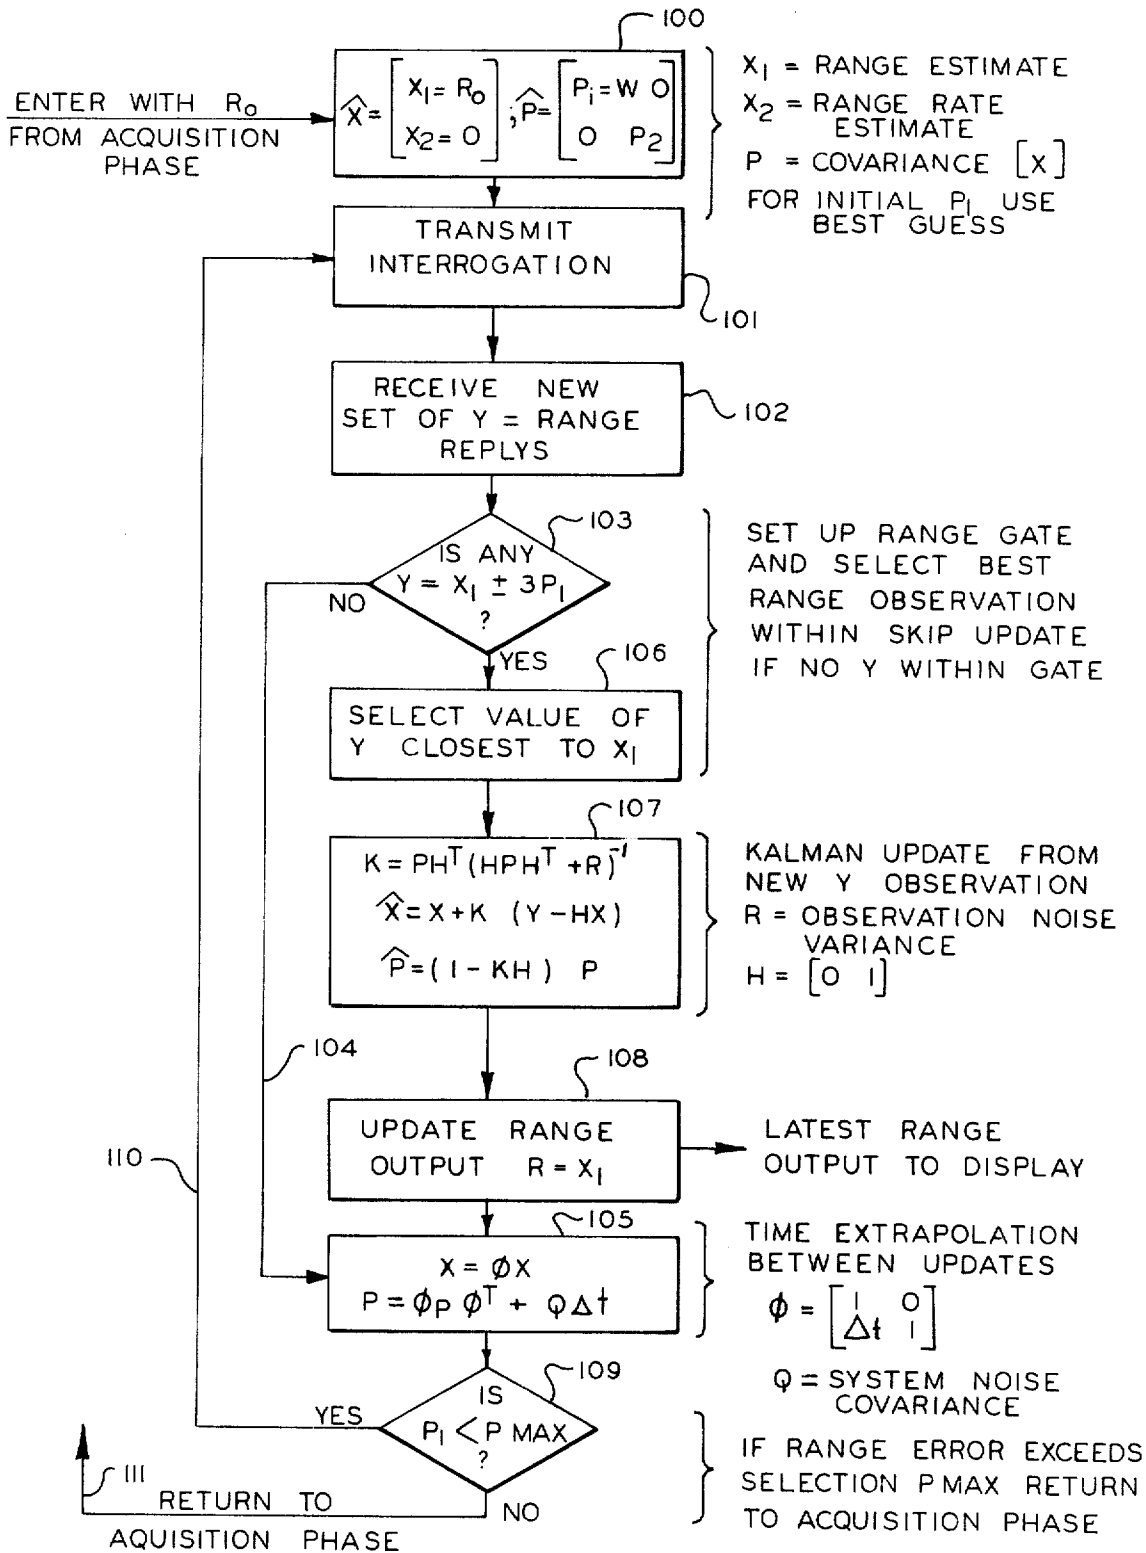 100
ENTER WITH R₀
FROM ACQUISITION
PHASE
X̂ = [X₁ = R₀
X₂ = 0] ; P̂ = [Pᵢ = W 0
0 P₂]
X₁ = RANGE ESTIMATE
X₂ = RANGE RATE
ESTIMATE
P = COVARIANCE [X]
FOR INITIAL P₁ USE
BEST GUESS
TRANSMIT
INTERROGATION
101
RECEIVE NEW
SET OF Y = RANGE
REPLYS
102
103
IS ANY
Y = X₁ ± 3P₁
?
NO
YES
SET UP RANGE GATE
AND SELECT BEST
RANGE OBSERVATION
WITHIN SKIP UPDATE
IF NO Y WITHIN GATE
106
SELECT VALUE OF
Y CLOSEST TO X₁
107
K = PHᵀ (HPHᵀ + R)⁻¹
X̂ = X + K (Y - HX)
P̂ = (1 - KH) P
KALMAN UPDATE FROM
NEW Y OBSERVATION
R = OBSERVATION NOISE
VARIANCE
H = [0 1]
104
108
UPDATE RANGE
OUTPUT R = X₁
LATEST RANGE
OUTPUT TO DISPLAY
110
105
X = ϕX
P = ϕP ϕᵀ + QΔt
TIME EXTRAPOLATION
BETWEEN UPDATES
ϕ = [1 0
Δt 1]
Q = SYSTEM NOISE
COVARIANCE
109
IS
P₁ < P MAX
?
YES
NO
IF RANGE ERROR EXCEEDS
SELECTION P MAX RETURN
TO ACQUISITION PHASE
111
RETURN TO
AQUISITION PHASE